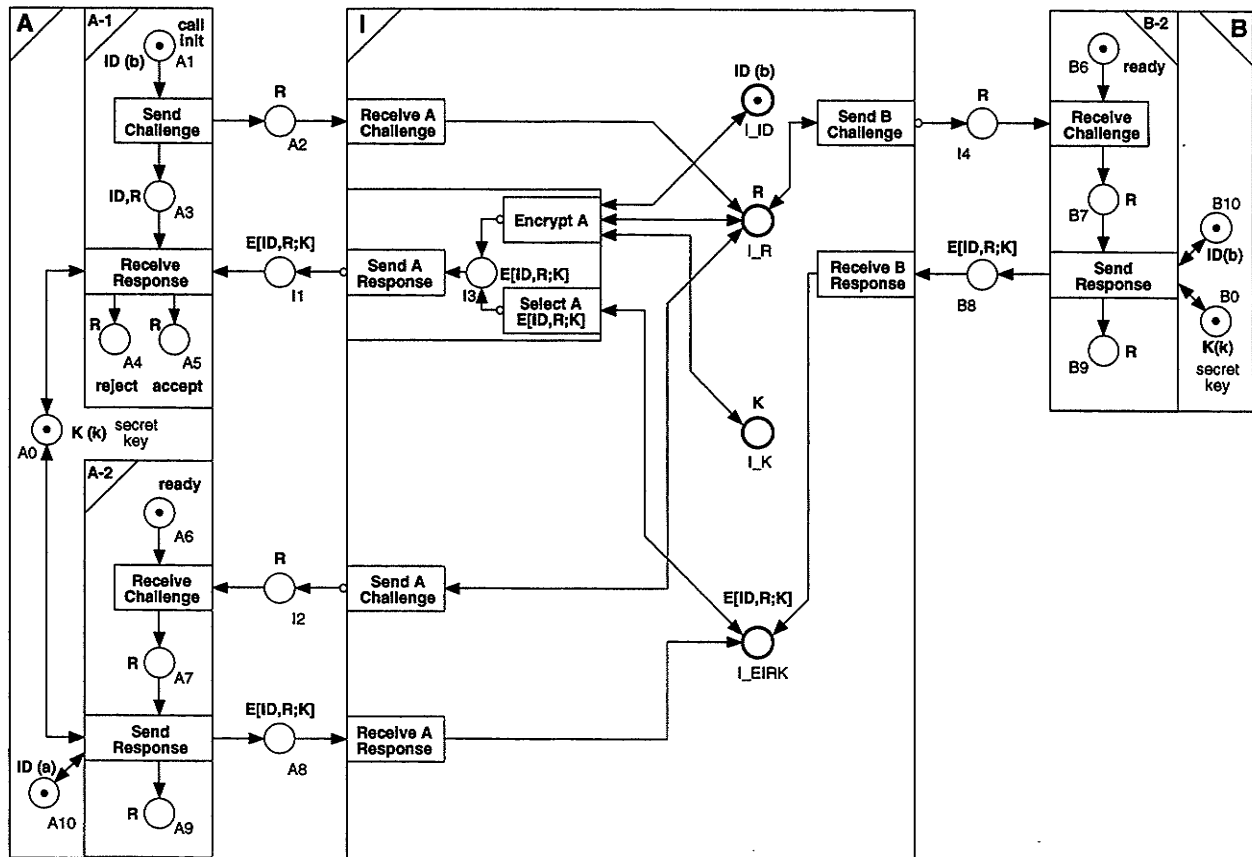 A
A-1
call
init
ID (b)
A1
Send
Challenge
R
A2
ID,R
A3
Receive
Response
E[ID,R;K]
I1
R
A4
R
A5
reject
accept
K (k)
secret
key
A0
A-2
ready
A6
Receive
Challenge
R
I2
R
A7
Send
Response
E[ID,R;K]
A8
ID (a)
A10
R
A9
I
Receive A
Challenge
ID (b)
I_ID
Send B
Challenge
R
I_R
Encrypt A
Send A
Response
I3
E[ID,R;K]
Select A
E[ID,R;K]
Receive B
Response
K
I_K
Send A
Challenge
E[ID,R;K]
I_EIRK
Receive A
Response
R
I4
E[ID,R;K]
B8
B-2
B
B6
ready
Receive
Challenge
B7
R
B10
ID(b)
Send
Response
B0
K(k)
secret
key
B9
R